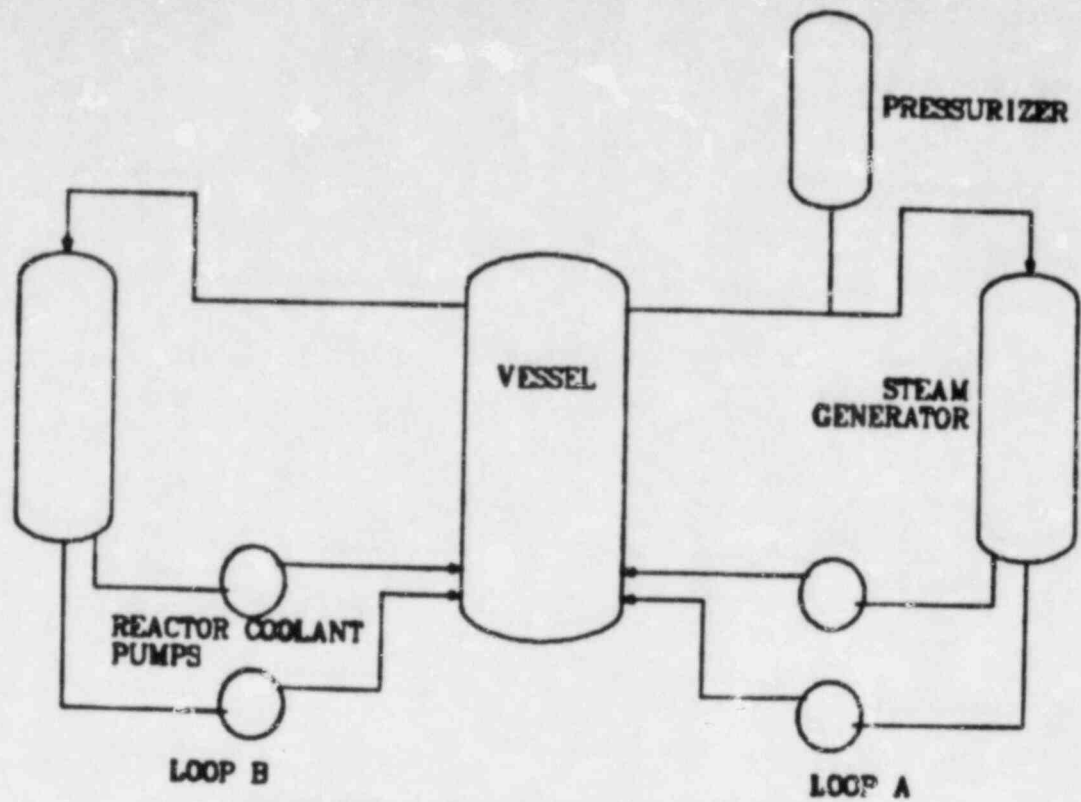 PRESSURIZER
VESSEL
STEAM
GENERATOR
REACTOR COOLANT
PUMPS
LOOP B
LOOP A